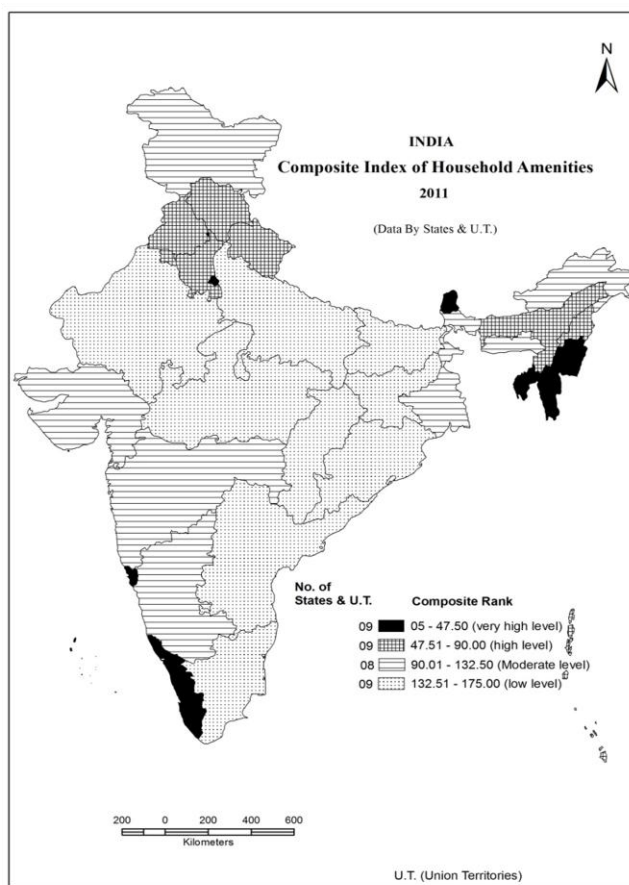 N
INDIA
Composite Index of Household Amenities
2011
(Data By States & U.T.)
No. of
States & U.T. Composite Rank
09 05 - 47.50 (very high level)
09 47.51 - 90.00 (high level)
08 90.01 - 132.50 (Moderate level)
09 132.51 - 175.00 (low level)
200 0 200 400 600
Kilometers
U.T. (Union Territories)